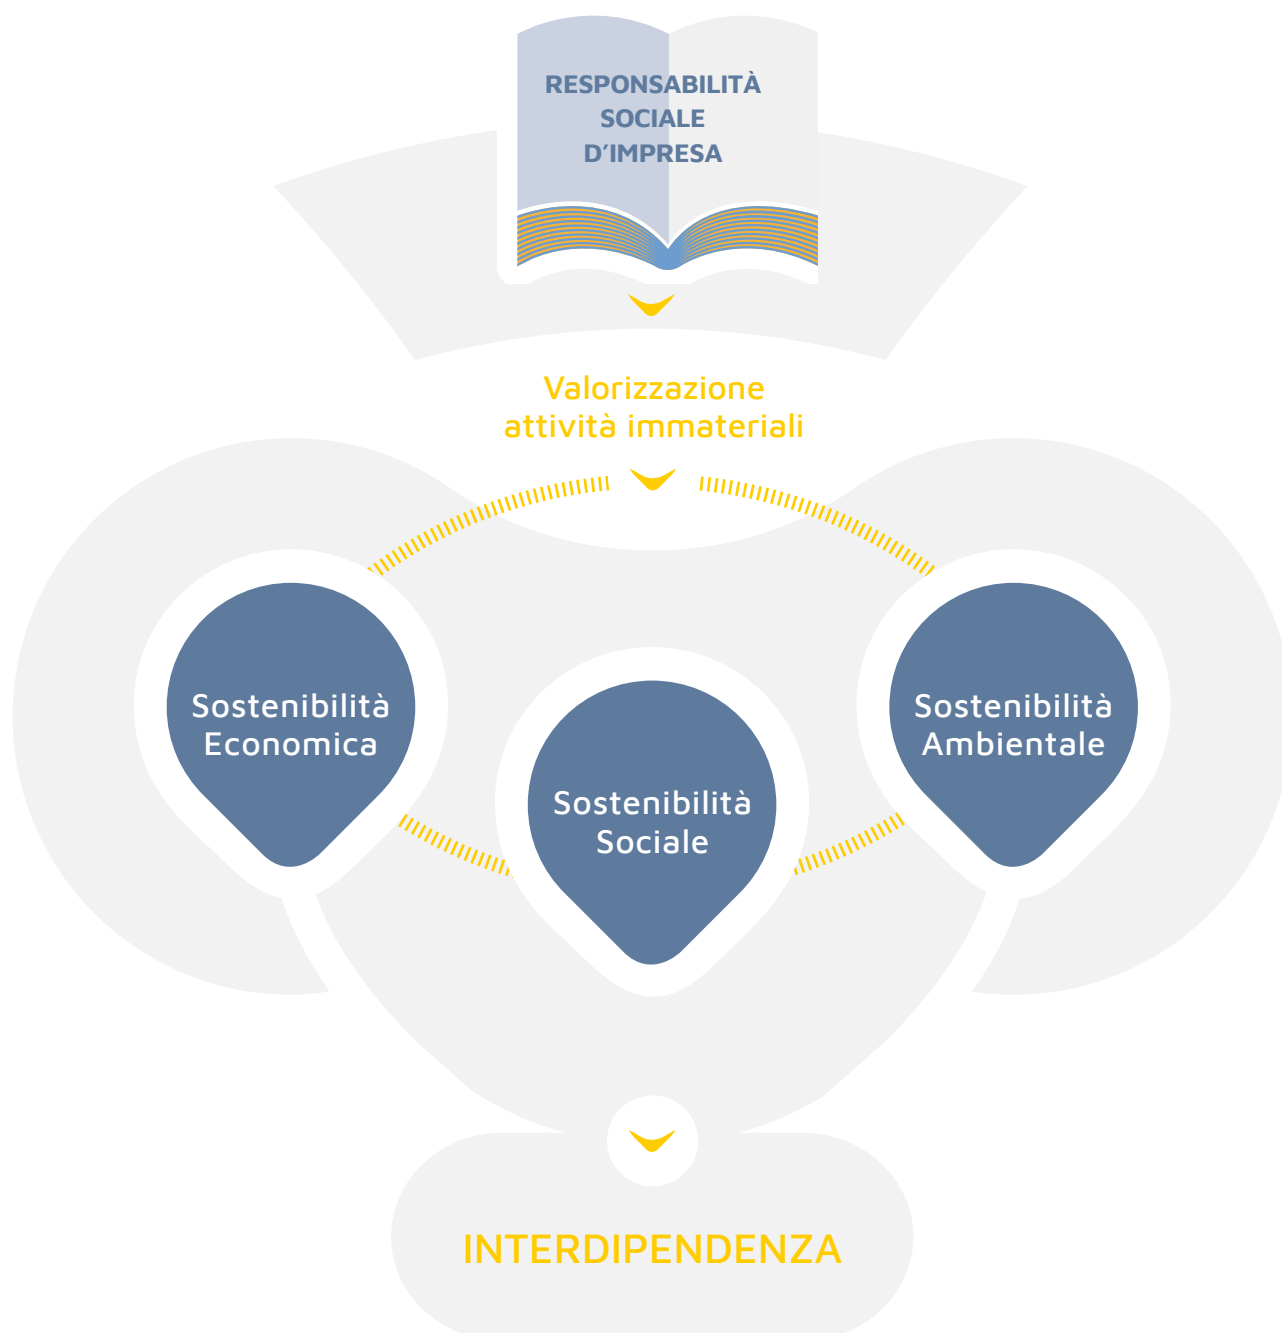 RESPONSABILITÀ
SOCIALE
D’IMPRESA
Valorizzazione
attività immateriali
Sostenibilità
Economica
Sostenibilità
Sociale
Sostenibilità
Ambientale
INTERDIPENDENZA